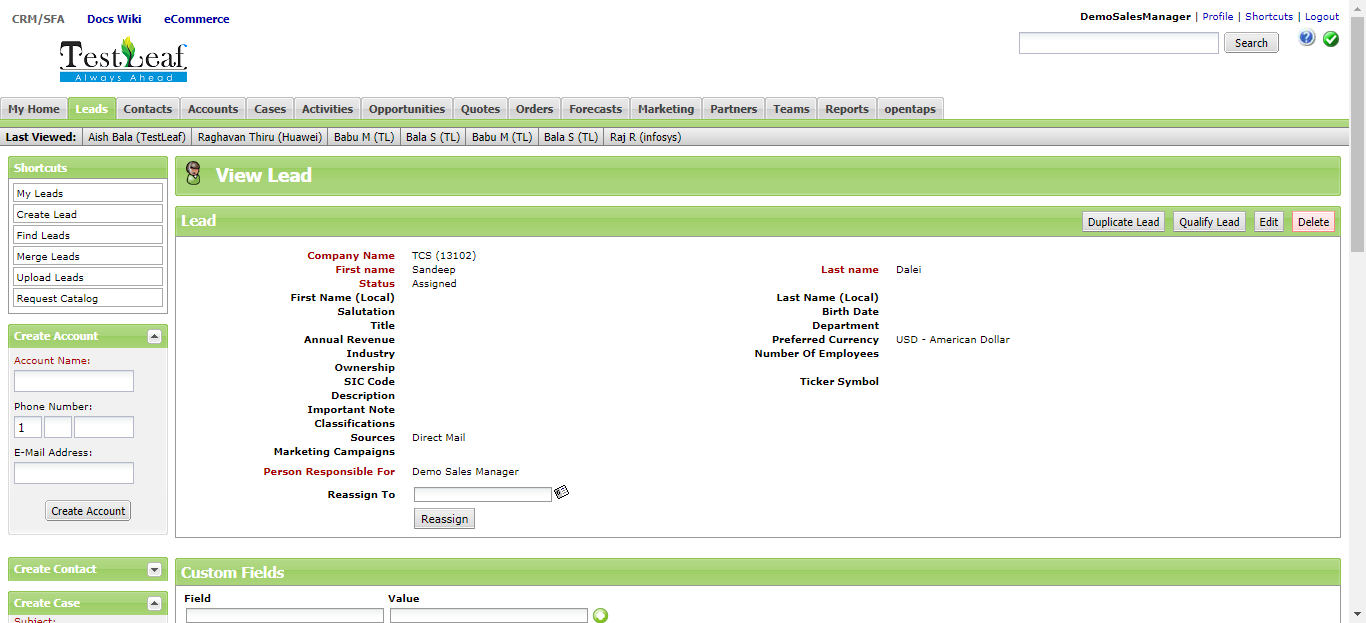 CRM/SFA Docs Wiki eCommerce
DemoSalesManager | Profile | Shortcuts | Logout
TestLeaf
Always Ahead
Search
My Home Leads Contacts Accounts Cases Activities Opportunities Quotes Orders Forecasts Marketing Partners Teams Reports opentaps
Last Viewed: Aish Bala (TestLeaf) Raghavan Thiru (Huawei) Babu M (TL) Bala S (TL) Babu M (TL) Bala S (TL) Raj R (infosys)
Shortcuts
My Leads
Create Lead
Find Leads
Merge Leads
Upload Leads
Request Catalog
Create Account
Account Name:
Phone Number:
1
E-Mail Address:
Create Account
Create Contact
Create Case
Subject:
View Lead
Lead Duplicate Lead Qualify Lead Edit Delete
Company Name TCS (13102)
First name Sandeep Last name Dalei
Status Assigned
First Name (Local) Last Name (Local)
Salutation Birth Date
Title Department
Annual Revenue Preferred Currency USD - American Dollar
Industry Number Of Employees
Ownership
SIC Code Ticker Symbol
Description
Important Note
Classifications
Sources Direct Mail
Marketing Campaigns
Person Responsible For Demo Sales Manager
Reassign To
Reassign
Custom Fields
Field Value